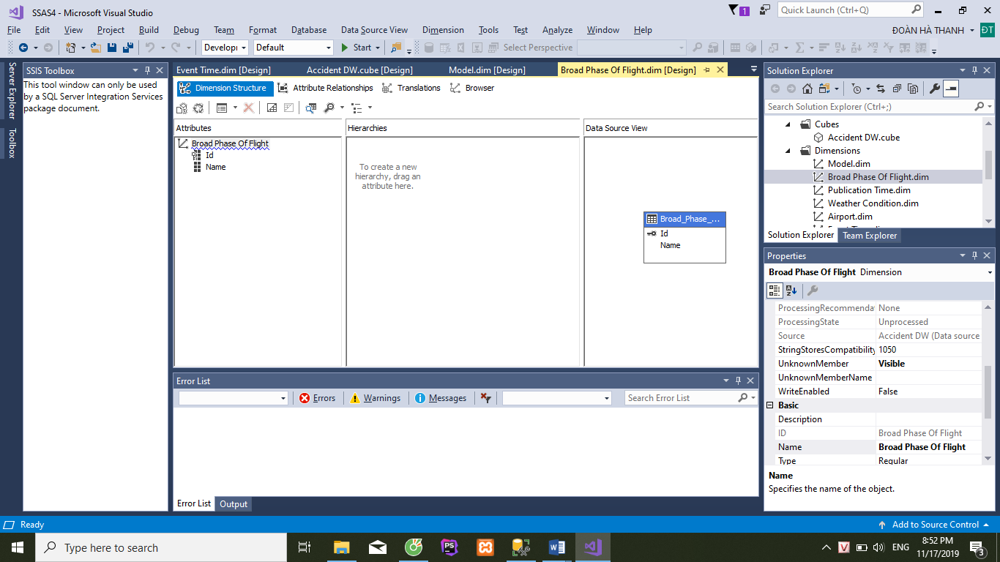 SSAS4 - Microsoft Visual Studio
1
Quick Launch (Ctrl+Q)
File Edit View Project Build Debug Team Format Database Data Source View Dimension Tools Test Analyze Window Help
ĐOÀN HÀ THANH ĐT
Developı Default Start Select Perspective
Server Explorer
Toolbox
SSIS Toolbox
This tool window can only be used
by a SQL Server Integration Services
package document.
Event Time.dim [Design] Accident DW.cube [Design] Model.dim [Design] Broad Phase Of Flight.dim [Design]
Dimension Structure Attribute Relationships Translations Browser
Attributes
Broad Phase Of Flight
Id
Name
Hierarchies
To create a new
hierarchy, drag an
attribute here.
Data Source View
Broad_Phase_...
Id
Name
Error List
Errors Warnings Messages Search Error List
Error List Output
Solution Explorer
Search Solution Explorer (Ctrl+;)
Cubes
Accident DW.cube
Dimensions
Model.dim
Broad Phase Of Flight.dim
Publication Time.dim
Weather Condition.dim
Airport.dim
Solution Explorer Team Explorer
Properties
Broad Phase Of Flight Dimension
ProcessingRecommenda None
ProcessingState Unprocessed
Source Accident DW (Data source
StringStoresCompatibility 1050
UnknownMember Visible
UnknownMemberName
WriteEnabled False
Basic
Description
ID Broad Phase Of Flight
Name Broad Phase Of Flight
Type Regular
Name
Specifies the name of the object.
Ready
Add to Source Control
Type here to search
PS
W
V
ENG
8:52 PM
11/17/2019
3